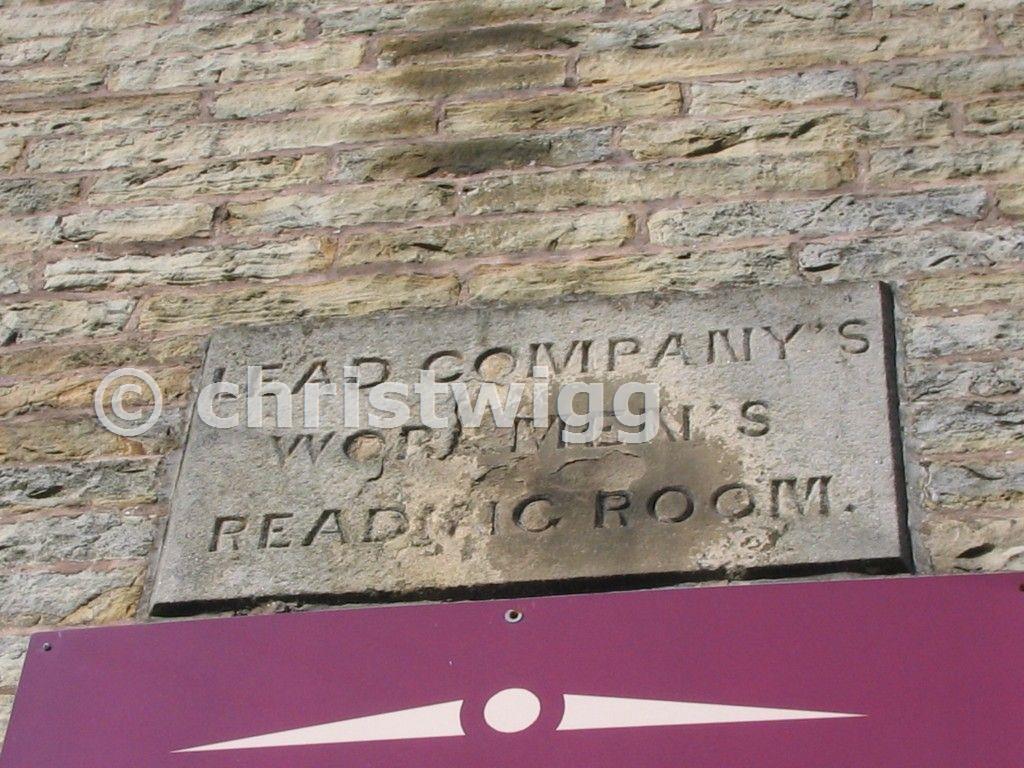 LEAD COMPANY'S
WORKMEN'S
READING ROOM.
© christwigg